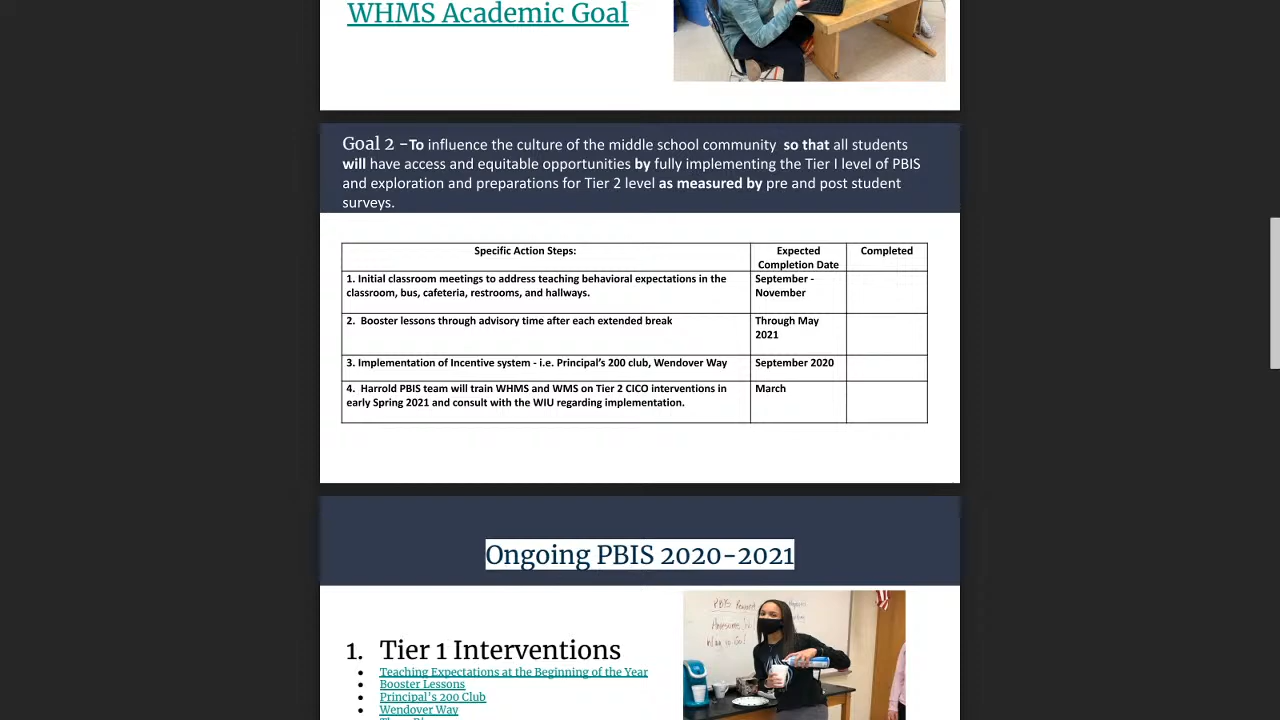 WHMS Academic Goal
Goal 2 -To influence the culture of the middle school community so that all students
will have access and equitable opportunities by fully implementing the Tier I level of PBIS
and exploration and preparations for Tier 2 level as measured by pre and post student
surveys.
Specific Action Steps:
Expected
Completion Date
Completed
1. Initial classroom meetings to address teaching behavioral expectations in the
classroom, bus, cafeteria, restrooms, and hallways.
September -
November
2. Booster lessons through advisory time after each extended break
Through May
2021
3. Implementation of Incentive system - i.e. Principal's 200 club, Wendover Way
September 2020
4. Harrold PBIS team will train WHMS and WMS on Tier 2 CICO interventions in
early Spring 2021 and consult with the WIU regarding implementation.
March
Ongoing PBIS 2020-2021
1. Tier 1 Interventions
● Teaching Expectations at the Beginning of the Year
● Booster Lessons
● Principal's 200 Club
● Wendover Way
PBIS
Awesome